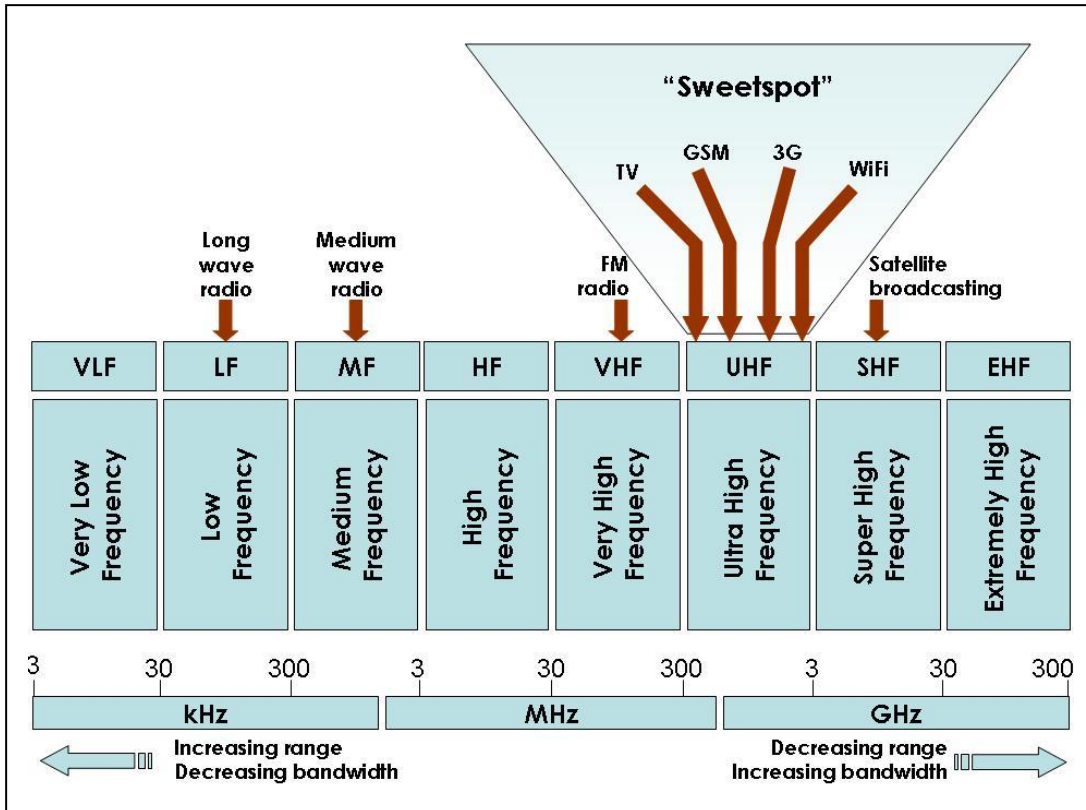 “Sweetspot”
GSM
3G
TV
WiFi
Long
wave
radio
Medium
wave
radio
FM
radio
Satellite
broadcasting
VLF
LF
MF
HF
VHF
UHF
SHF
EHF
Very Low
Frequency
Low
Frequency
Medium
Frequency
High
Frequency
Very High
Frequency
Ultra High
Frequency
Super High
Frequency
Extremely High
Frequency
3 30 300 3 30 300 3 30 300
kHz
MHz
GHz
Increasing range
Decreasing bandwidth
Decreasing range
Increasing bandwidth